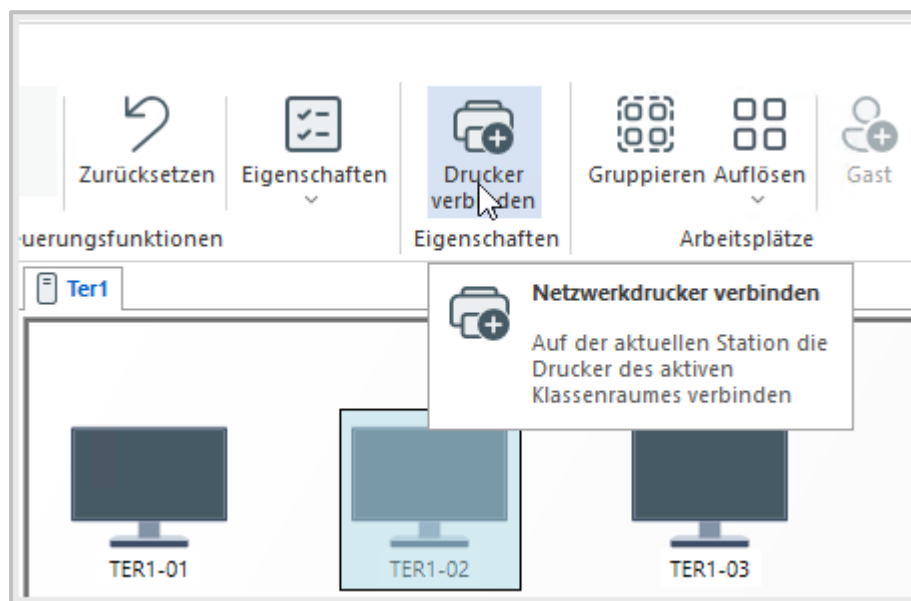 Zurücksetzen
Eigenschaften
Drucker
verbinden
Gruppieren
Auflösen
Gast
uerungsfunktionen
Eigenschaften
Arbeitsplätze
Ter1
Netzwerkdrucker verbinden
Auf der aktuellen Station die
Drucker des aktiven
Klassenraumes verbinden
TER1-01
TER1-02
TER1-03